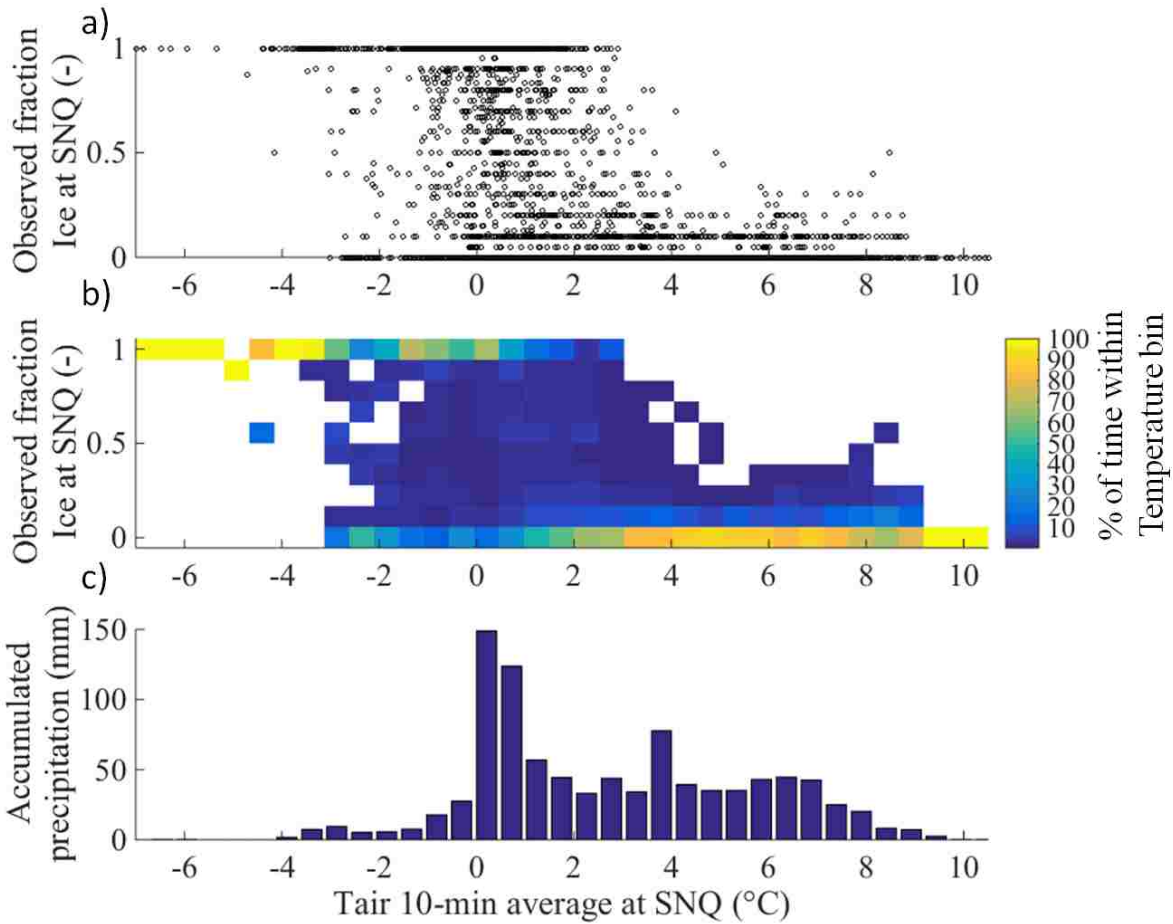 a)
Observed fraction
Ice at SNQ (-)
1
0.5
0
-6 -4 -2 0 2 4 6 8 10
b)
Observed fraction
Ice at SNQ (-)
1
0.5
0
-6 -4 -2 0 2 4 6 8 10
100
90
80
70
60
50
40
30
20
10
% of time within
Temperature bin
c)
Accumulated
precipitation (mm)
150
100
50
0
-6 -4 -2 0 2 4 6 8 10
Tair 10-min average at SNQ (°C)